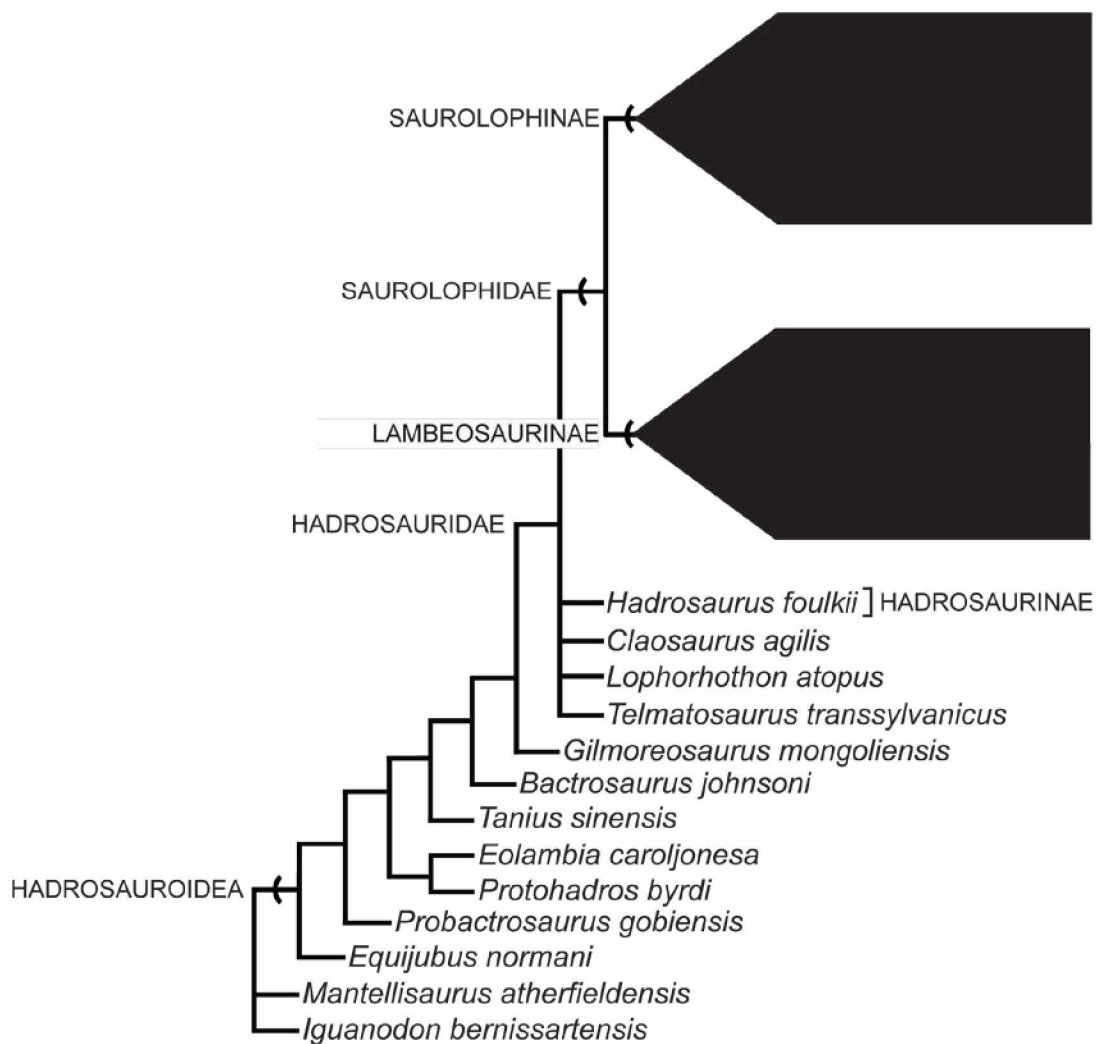 SAUROLOPHINAE
SAUROLOPHIDAE
LAMBEOSAURINAE
HADROSAURIDAE
Hadrosaurus foulkii ] HADROSAURINAE
Claosaurus agilis
Lophorhothon atopus
Telmatosaurus transsylvanicus
Gilmoreosaurus mongoliensis
Bactrosaurus johnsoni
Tanius sinensis
Eolambia caroljonesa
HADROSAUROIDEA
Protohadros byrdi
Probactrosaurus gobiensis
Equijubus normani
Mantellisaurus atherfieldensis
Iguanodon bernissartensis